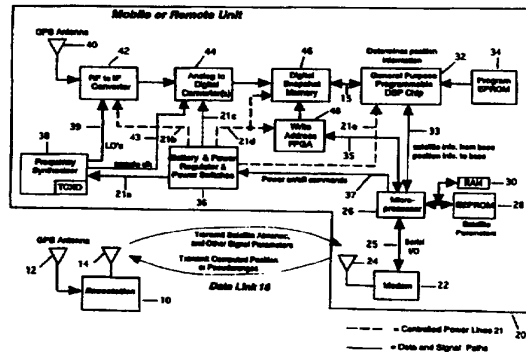 Mobile or Remote Unit
GPS Antenna
40
42
44
46
Determines position
information
32
34
RF to IF
Converter
Analog to
Digital
Converter(s)
Digital
Snapshot
Memory
General Purpose
Programmable
DSP Chip
Program
EPROM
15
39
LO's
43
21b
21c
21d
48
Write
Address
FPGA
21e
35
33
satellite info. from base
position info. to base
38
Frequency
Synthesizer
TCXO
sample clk
21a
Battery & Power
Regulator &
Power Switches
36
Power on/off commands
37
26
Micro-
processor
RAM
30
EEPROM
28
Satellite
Parameters
GPS Antenna
12
14
Transmit Satellite Almanac,
and Other Signal Parameters
Transmit Computed Position
or Pseudoranges
Data Link 16
Basestation
10
25
Serial
I/O
24
Modem
22
20
= Controlled Power Lines 21
= Data and Signal Paths